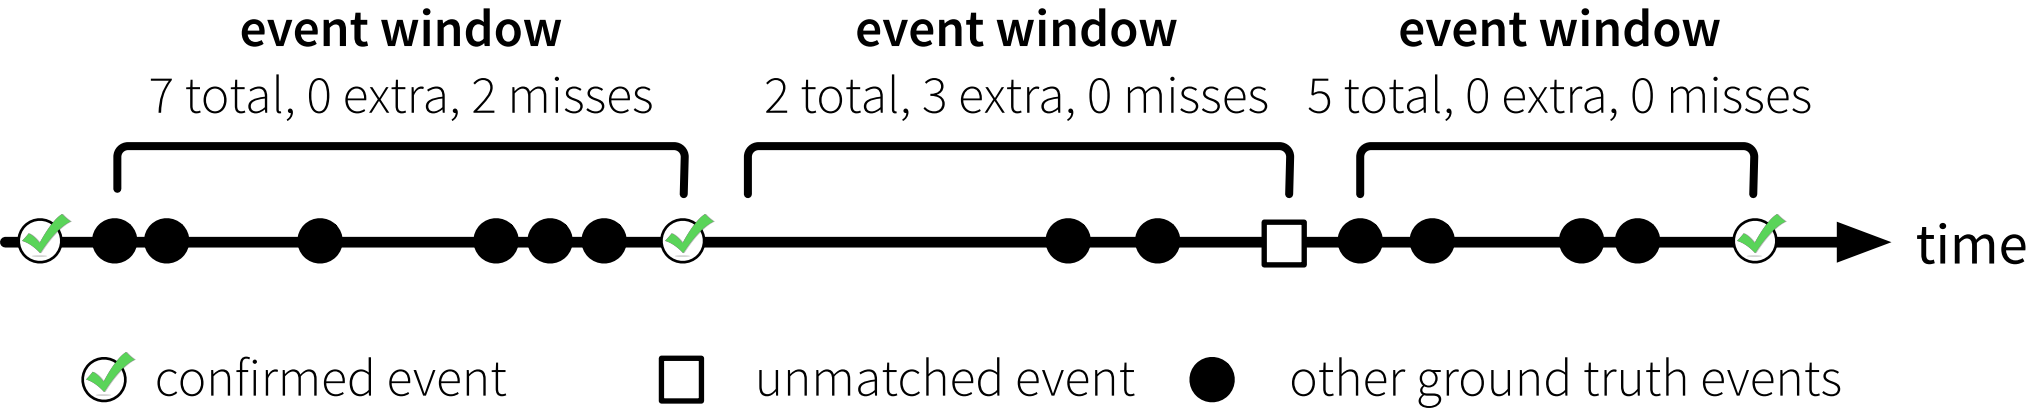 event window event window event window
7 total, 0 extra, 2 misses 2 total, 3 extra, 0 misses 5 total, 0 extra, 0 misses
time
confirmed event unmatched event other ground truth events